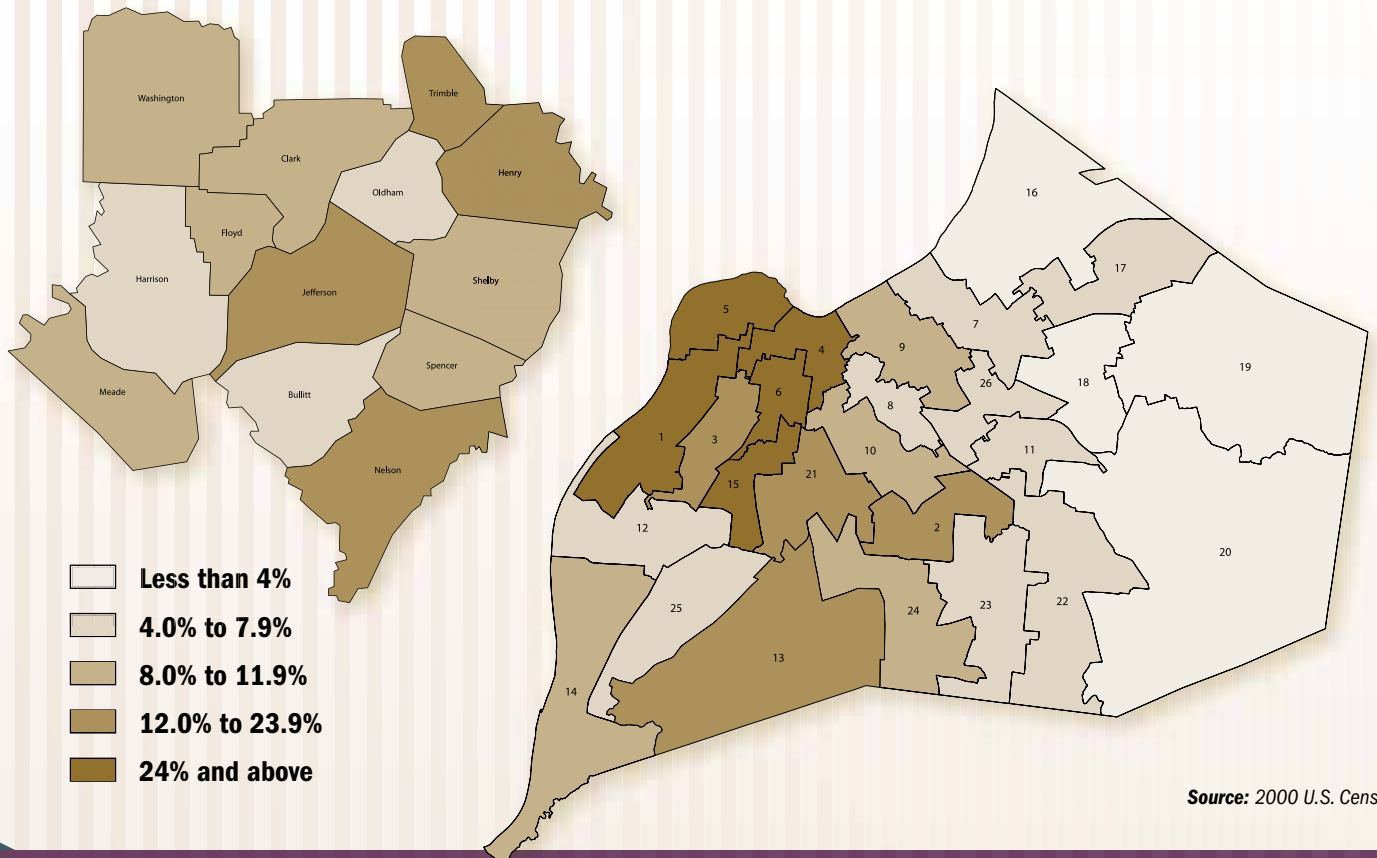 Washington
Trimble
Clark
Henry
Oldham
Floyd
Harrison
Jefferson
Shelby
Spencer
Meade
Bullitt
Nelson
16
17
5
7
4
9
19
26
18
6
8
1
3
11
10
21
15
12
2
20
25
23
22
24
13
14
Less than 4%
4.0% to 7.9%
8.0% to 11.9%
12.0% to 23.9%
24% and above
Source: 2000 U.S. Cens